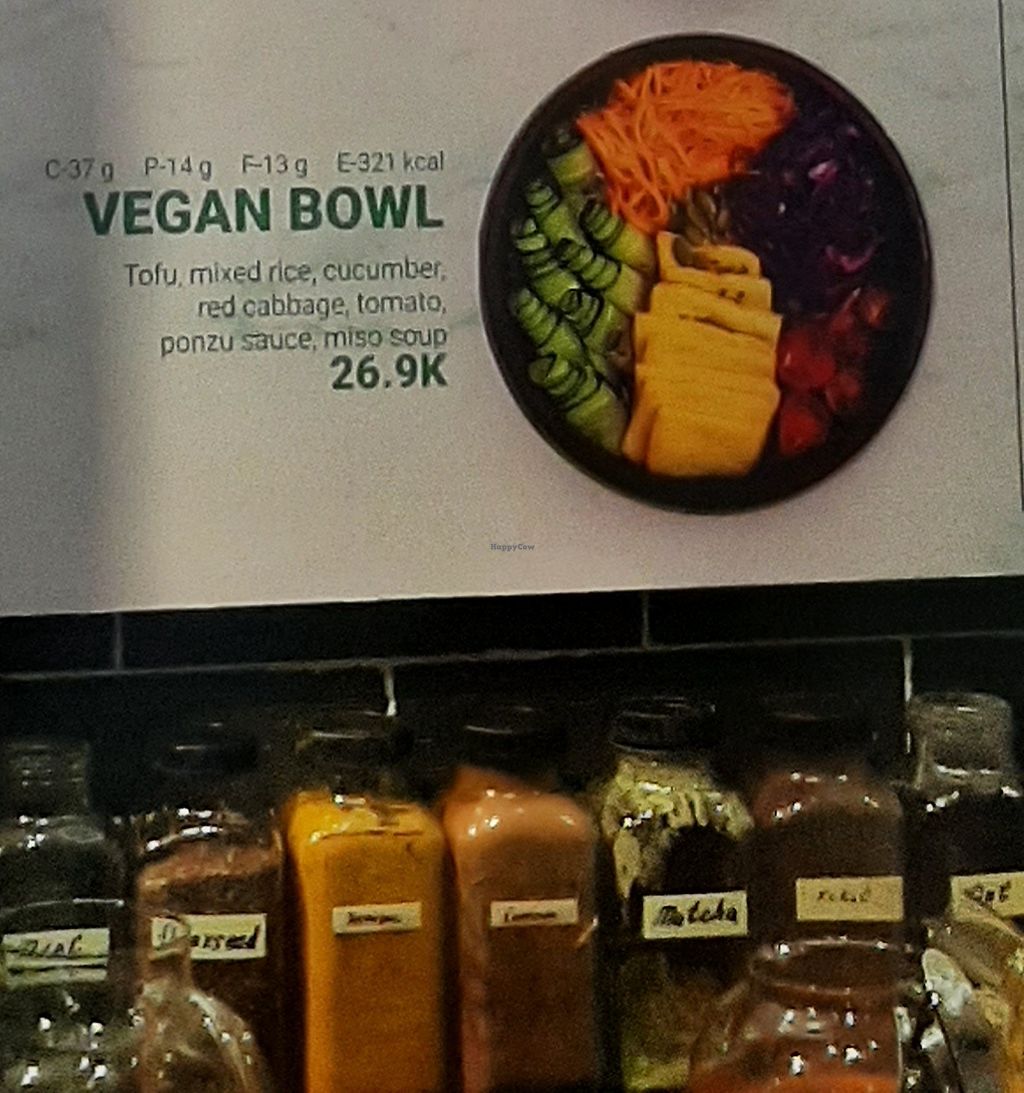 C-37 g P-14 g F-13 g E-321 kcal
VEGAN BOWL
Tofu, mixed rice, cucumber,
red cabbage, tomato,
ponzu sauce, miso soup
26.9K
HappyCow
Matcha